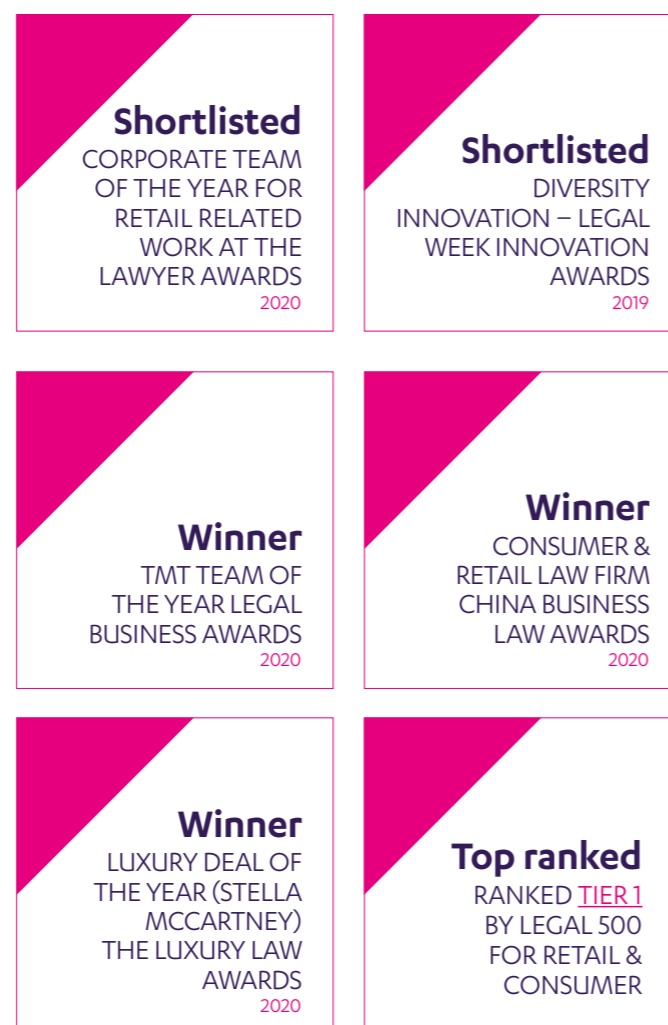 Shortlisted
CORPORATE TEAM
OF THE YEAR FOR
RETAIL RELATED
WORK AT THE
LAWYER AWARDS
2020
Shortlisted
DIVERSITY
INNOVATION – LEGAL
WEEK INNOVATION
AWARDS
2019
Winner
TMT TEAM OF
THE YEAR LEGAL
BUSINESS AWARDS
2020
Winner
CONSUMER &
RETAIL LAW FIRM
CHINA BUSINESS
LAW AWARDS
2020
Winner
LUXURY DEAL OF
THE YEAR (STELLA
MCCARTNEY)
THE LUXURY LAW
AWARDS
2020
Top ranked
RANKED TIER 1
BY LEGAL 500
FOR RETAIL &
CONSUMER